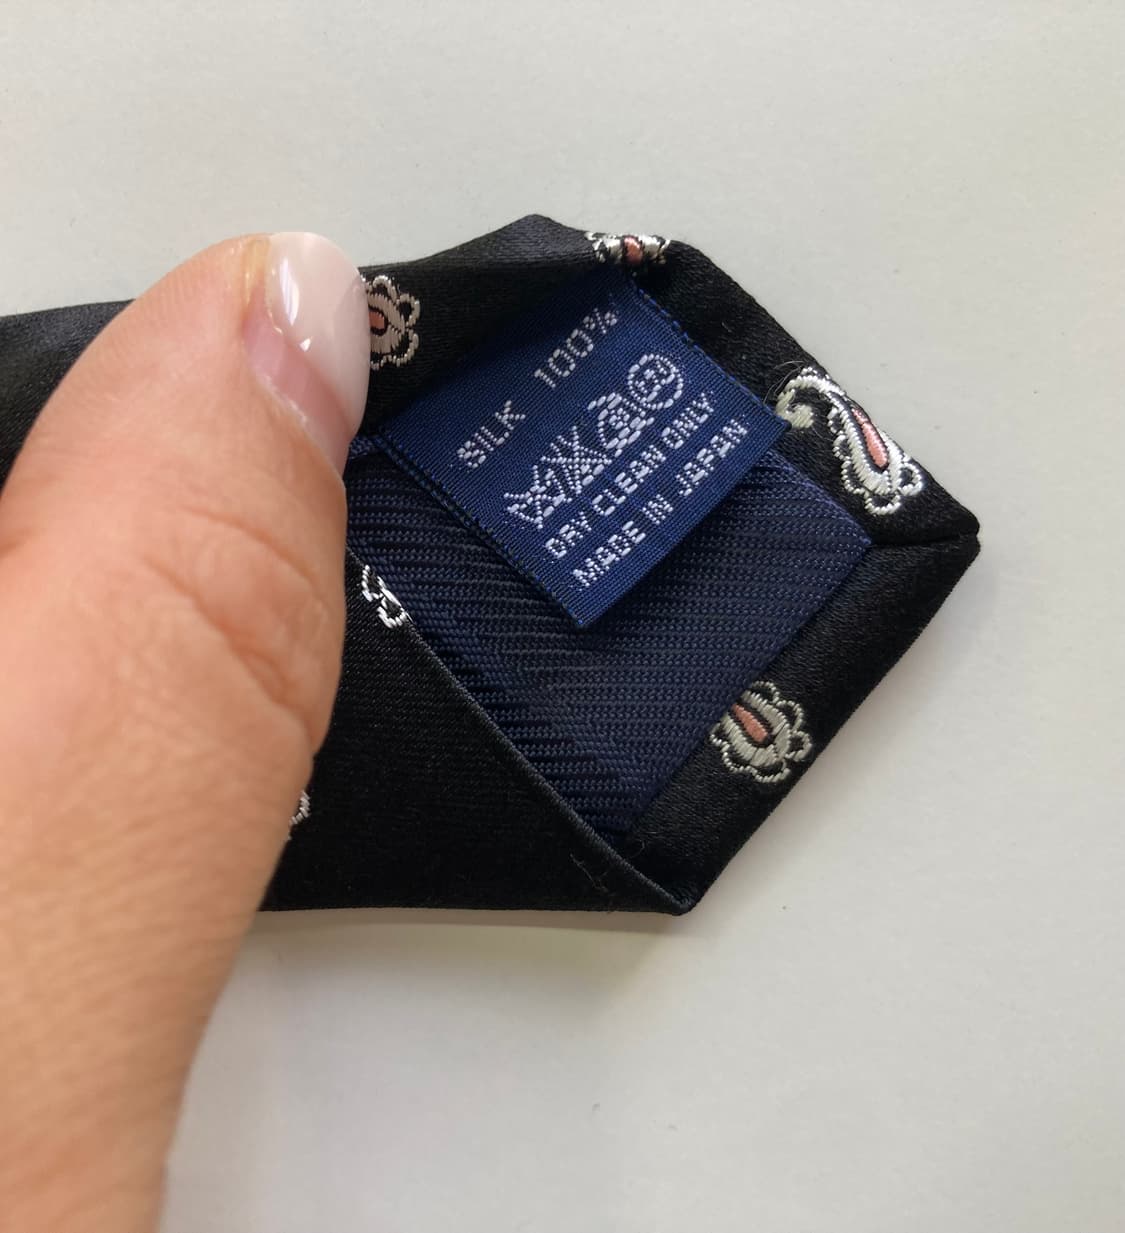 SILK 100%
DRY CLEAN ONLY
MADE IN JAPAN